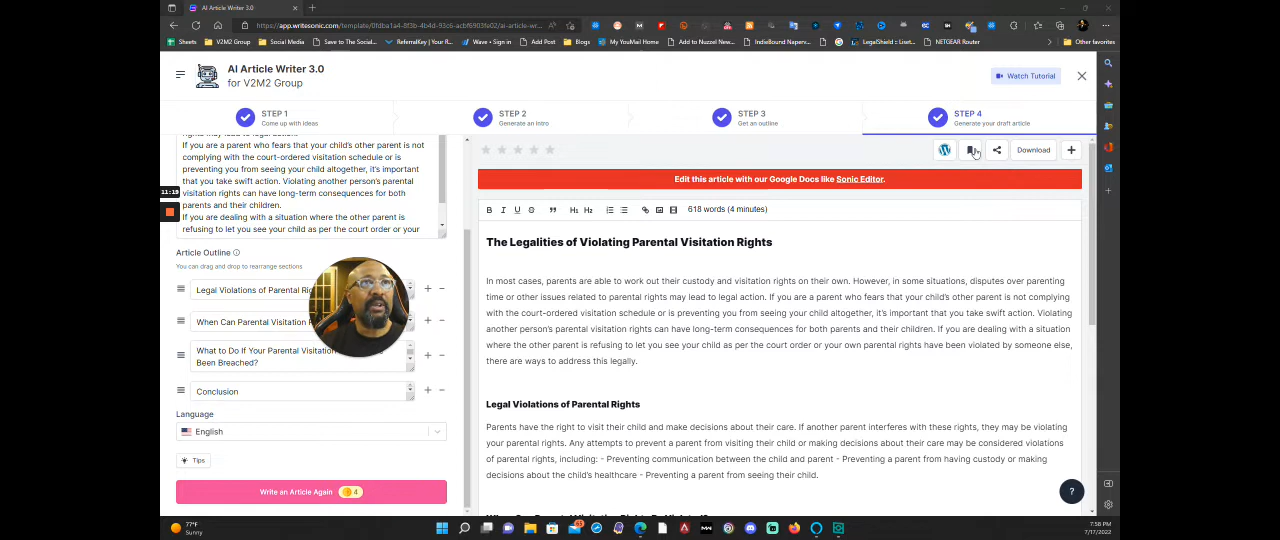 AI Article Writer 3.0
https://app.writesonic.com/template/0fdba1a4-8f3b-4b4d-93c6-acbf6903fe02/ai-article-wr...
Sheets V2M2 Group Social Media Save to The Social... ReferralKey | Your R... Wave • Sign in Add Post Blogs My YouMail Home Add to Nuzzel New... IndieBound Napers... LegalShield :: Liset... NETGEAR Router Other favorites
AI Article Writer 3.0
for V2M2 Group
Watch Tutorial
STEP 1
Come up with ideas
STEP 2
Generate an intro
STEP 3
Get an outline
STEP 4
Generate your draft article
rights may lead to legal action.
If you are a parent who fears that your child's other parent is
not complying with the court-ordered visitation schedule or is
preventing you from seeing your child altogether, it's important
that you take swift action. Violating another person's parental
visitation rights can have long-term consequences for both
parents and their children.
If you are dealing with a situation where the other parent is
refusing to let you see your child as per the court order or your
11:19
Article Outline
You can drag and drop to rearrange sections
Legal Violations of Parental Rig
When Can Parental Visitation
What to Do If Your Parental Visitation
Been Breached?
Conclusion
Language
English
Tips
Write an Article Again 4
Download
Edit this article with our Google Docs like Sonic Editor.
B I U S H1 H2 618 words (4 minutes)
The Legalities of Violating Parental Visitation Rights
In most cases, parents are able to work out their custody and visitation rights on their own. However, in some situations, disputes over parenting
time or other issues related to parental rights may lead to legal action. If you are a parent who fears that your child's other parent is not complying
with the court-ordered visitation schedule or is preventing you from seeing your child altogether, it's important that you take swift action. Violating
another person's parental visitation rights can have long-term consequences for both parents and their children. If you are dealing with a situation
where the other parent is refusing to let you see your child as per the court order or your own parental rights have been violated by someone else,
there are ways to address this legally.
Legal Violations of Parental Rights
Parents have the right to visit their child and make decisions about their care. If another parent interferes with these rights, they may be violating
your parental rights. Any attempts to prevent a parent from visiting their child or making decisions about their care may be considered violations
of parental rights, including: - Preventing communication between the child and parent - Preventing a parent from having custody or making
decisions about the child's healthcare - Preventing a parent from seeing their child.
?
77°F
Sunny
65
7:58 PM
7/17/2022